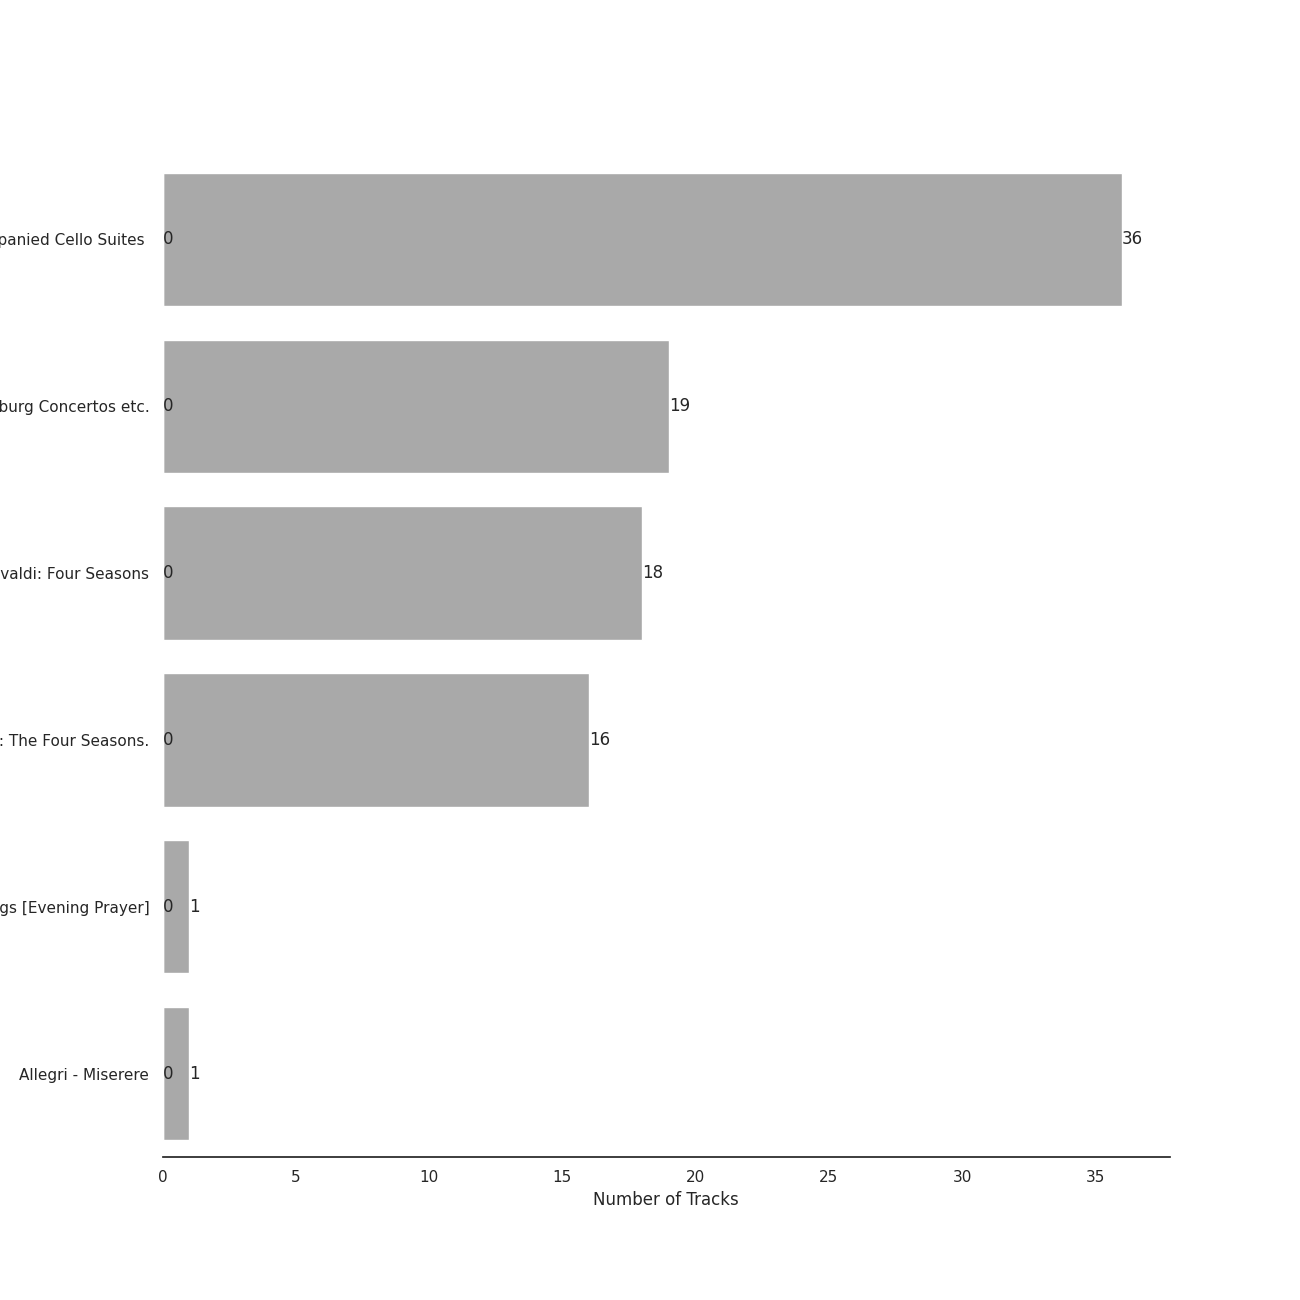 panied Cello Suites 0 36
burg Concertos etc. 0 19
valdi: Four Seasons 0 18
: The Four Seasons. 0 16
gs [Evening Prayer] 0 1
Allegri - Miserere 0 1
0 5 10 15 20 25 30 35
Number of Tracks